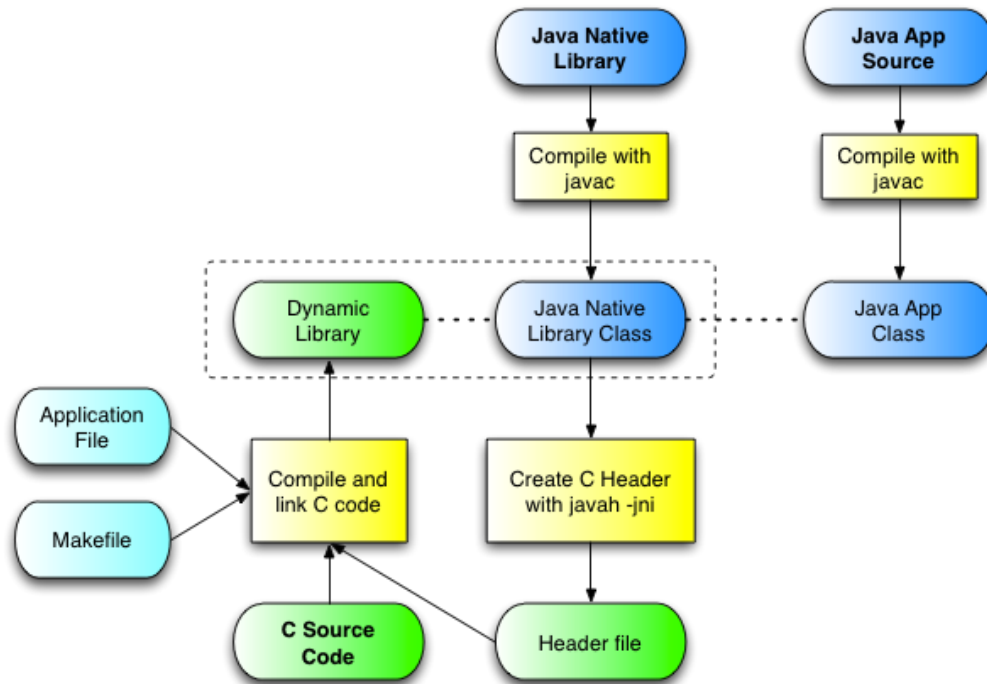 Java Native
Library
Java App
Source
Compile with
javac
Compile with
javac
Dynamic
Library
Java Native
Library Class
Java App
Class
Application
File
Compile and
link C code
Create C Header
with javah -jni
Makefile
C Source
Code
Header file